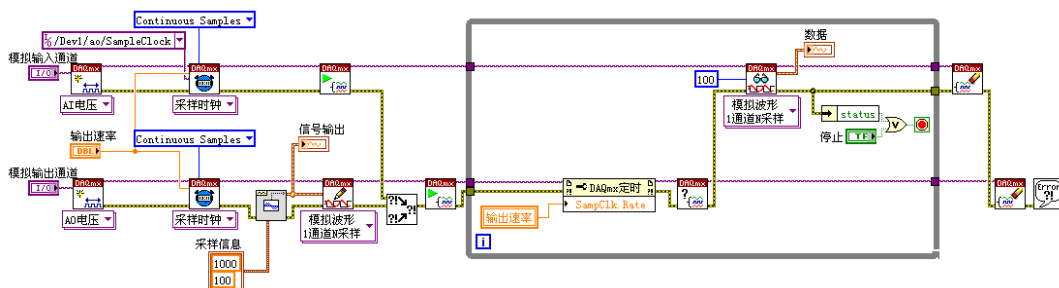 Continuous Samples
/Dev1/ao/SampleClock
模拟输入通道
I/O
DAQmx
DAQmx
DAQmx
AI电压
采样时钟
输出速率
DBL
Continuous Samples
信号输出
模拟输出通道
I/O
DAQmx
DAQmx
DAQmx
DAQmx
AO电压
采样时钟
模拟波形
1通道N采样
采样信息
1000
100
?!
?!
?!
数据
100
DAQmx
模拟波形
1通道N采样
status
停止
TF
DAQmx定时
SampClk.Rate
输出速率
DAQmx
i
DAQmx
DAQmx
Error
?!